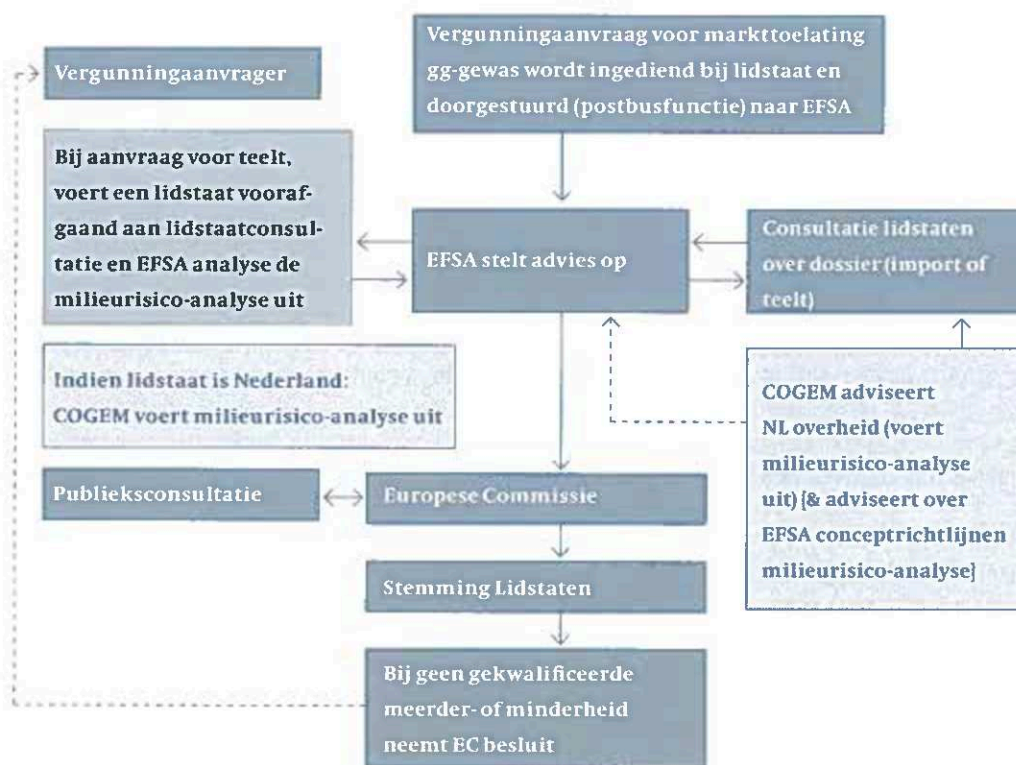 Vergunningaanvraag voor markttoelating
gg-gewas wordt ingediend bij lidstaat en
doorgestuurd (postbusfunctie) naar EFSA
Vergunningaanvrager
Bij aanvraag voor teelt,
voert een lidstaat vooraf-
gaand aan lidstaatconsul-
tatie en EFSA analyse de
milieurisico-analyse uit
EFSA stelt advies op
Consultatie lidstaten
over dossier (import of
teelt)
Indien lidstaat is Nederland:
COGEM voert milieurisico-analyse uit
COGEM adviseert
NL overheid (voert
milieurisico-analyse
uit) {& adviseert over
EFSA conceptrichtlijnen
milieurisico-analyse}
Publieksconsultatie
Europese Commissie
Stemming Lidstaten
Bij geen gekwalificeerde
meerder- of minderheid
neemt EC besluit